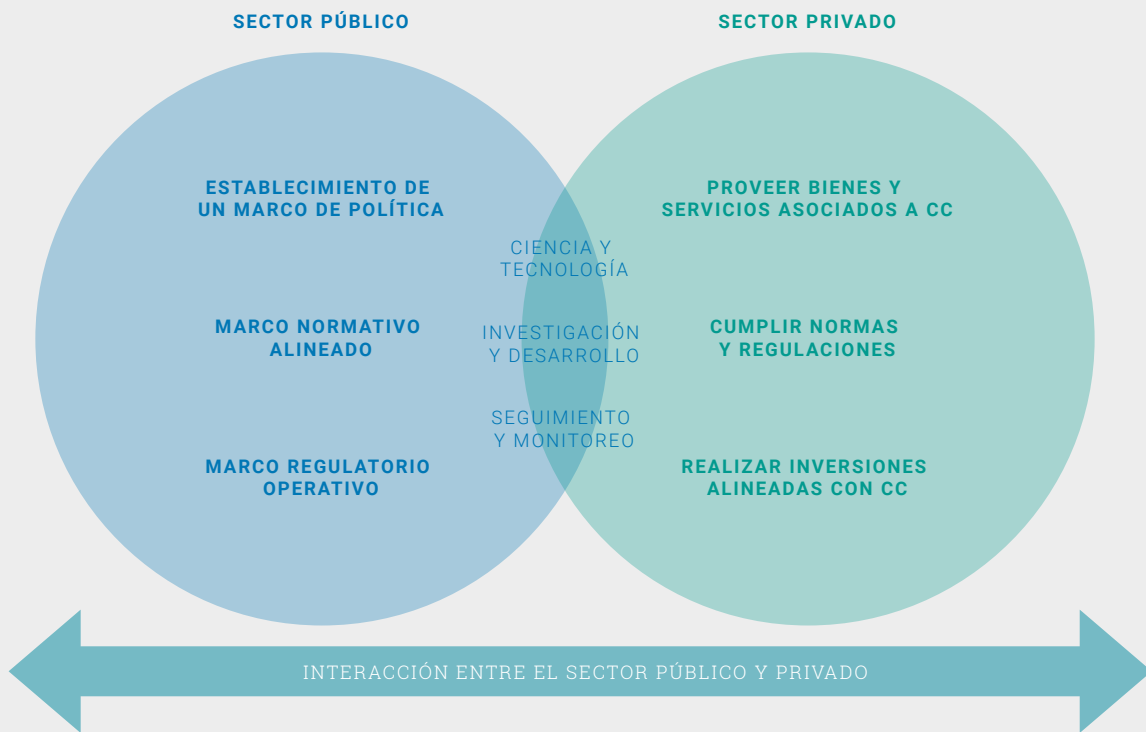 SECTOR PÚBLICO
SECTOR PRIVADO
ESTABLECIMIENTO DE
UN MARCO DE POLÍTICA
MARCO NORMATIVO
ALINEADO
MARCO REGULATORIO
OPERATIVO
CIENCIA Y
TECNOLOGÍA
INVESTIGACIÓN
Y DESARROLLO
SEGUIMIENTO
Y MONITOREO
PROVEER BIENES Y
SERVICIOS ASOCIADOS A CC
CUMPLIR NORMAS
Y REGULACIONES
REALIZAR INVERSIONES
ALINEADAS CON CC
INTERACCIÓN ENTRE EL SECTOR PÚBLICO Y PRIVADO